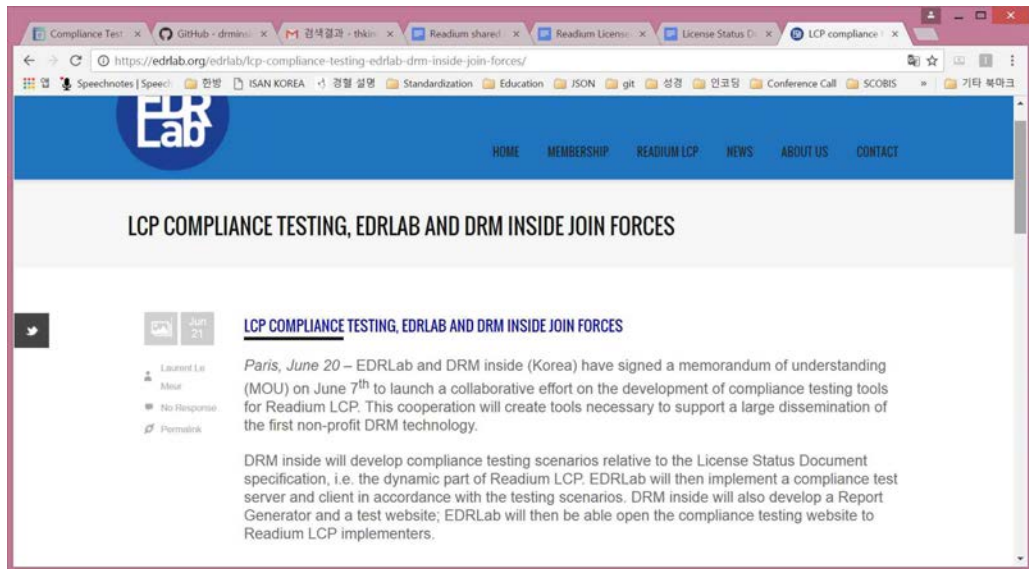 Compliance Test
GitHub - drminsi
검색결과 - thkin
Readium shared
Readium License
License Status D
LCP compliance t
https://edrlab.org/edrlab/lcp-compliance-testing-edrlab-drm-inside-join-forces/
앱
Speechnotes | Speech
한방
ISAN KOREA
경혈 설명
Standardization
Education
JSON
git
성경
인코딩
Conference Call
SCOBIS
»
기타 북마크
EDR
Lab
HOME MEMBERSHIP READIUM LCP NEWS ABOUT US CONTACT
LCP COMPLIANCE TESTING, EDRLAB AND DRM INSIDE JOIN FORCES
Jun
21
Laurent Le
Meur
No Response
Permalink
LCP COMPLIANCE TESTING, EDRLAB AND DRM INSIDE JOIN FORCES
Paris, June 20 – EDRLab and DRM inside (Korea) have signed a memorandum of understanding
(MOU) on June 7th to launch a collaborative effort on the development of compliance testing tools
for Readium LCP. This cooperation will create tools necessary to support a large dissemination of
the first non-profit DRM technology.
DRM inside will develop compliance testing scenarios relative to the License Status Document
specification, i.e. the dynamic part of Readium LCP. EDRLab will then implement a compliance test
server and client in accordance with the testing scenarios. DRM inside will also develop a Report
Generator and a test website; EDRLab will then be able open the compliance testing website to
Readium LCP implementers.